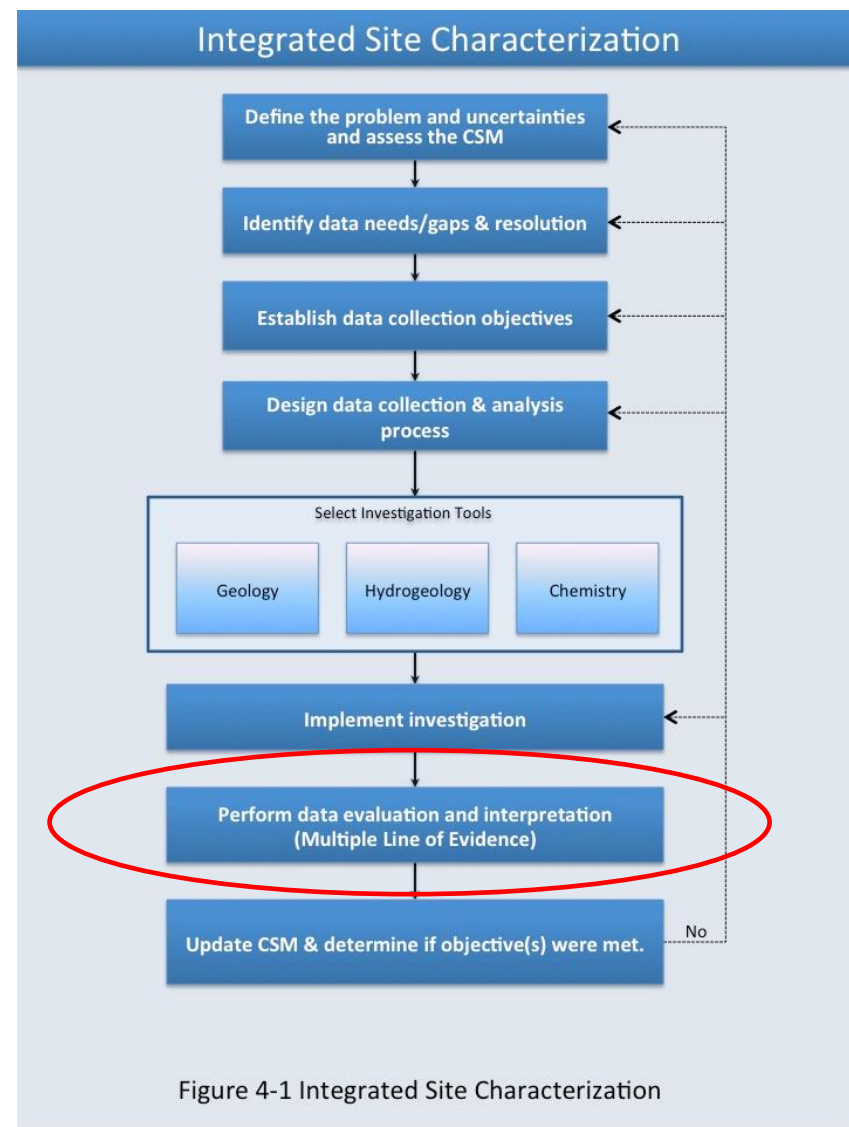 Integrated Site Characterization
Define the problem and uncertainties
and assess the CSM
Identify data needs/gaps & resolution
Establish data collection objectives
Design data collection & analysis
process
Select Investigation Tools
Geology
Hydrogeology
Chemistry
Implement investigation
Perform data evaluation and interpretation
(Multiple Line of Evidence)
Update CSM & determine if objective(s) were met.
No
Figure 4-1 Integrated Site Characterization